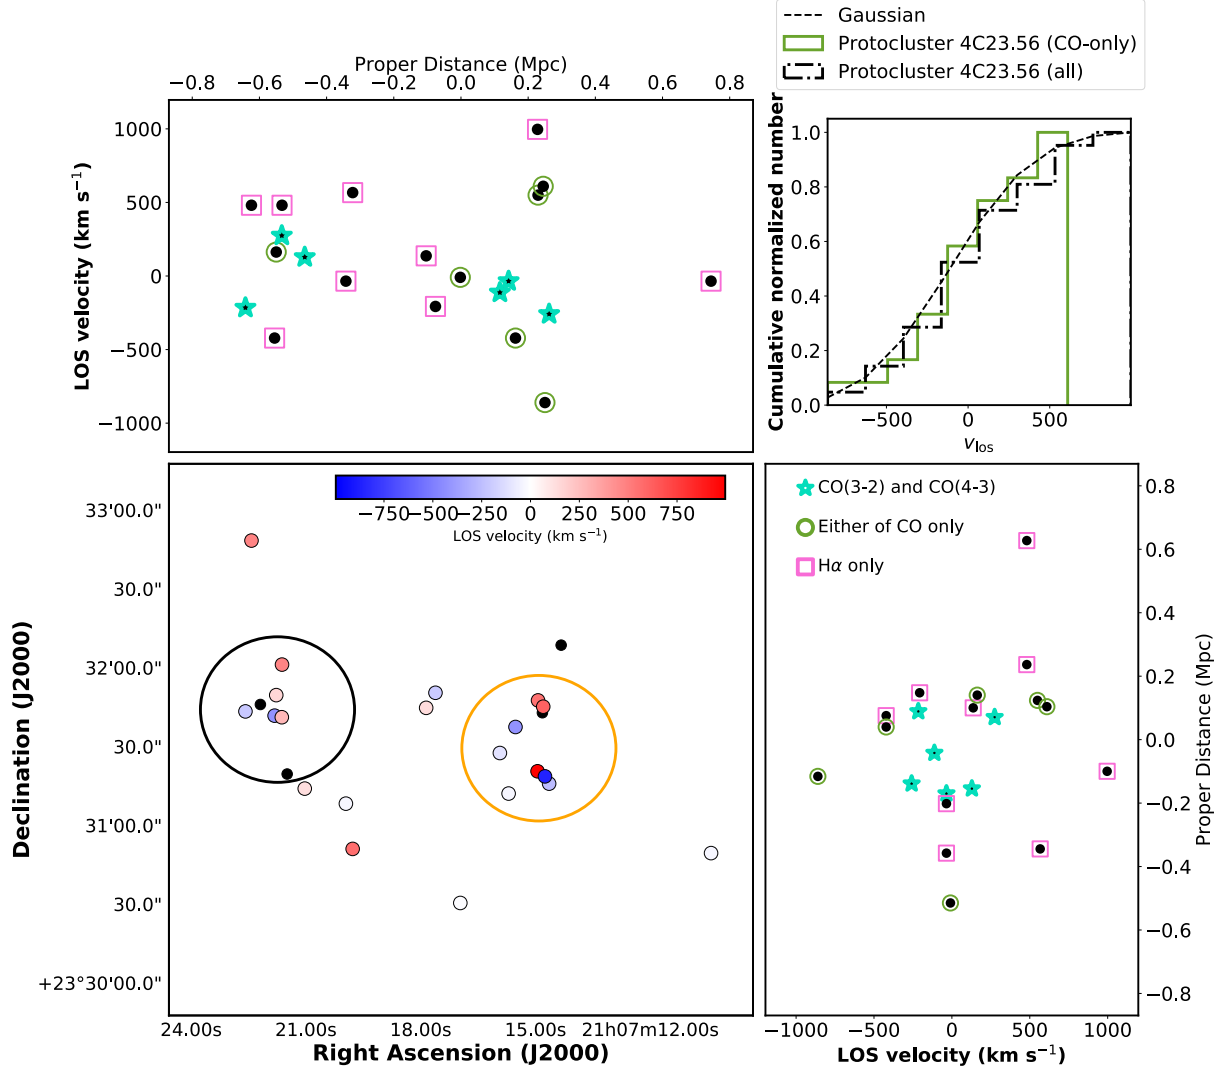 Gaussian
Protocluster 4C23.56 (CO-only)
Protocluster 4C23.56 (all)
Proper Distance (Mpc)
−0.8 −0.6 −0.4 −0.2 0.0 0.2 0.4 0.6 0.8
LOS velocity (km s⁻¹)
1000
500
0
−500
−1000
Cumulative normalized number
1.0
0.8
0.6
0.4
0.2
0.0
−500 0 500
v_los
Declination (J2000)
33'00.0"
30.0"
32'00.0"
30.0"
31'00.0"
30.0"
+23°30'00.0"
−750 −500 −250 0 250 500 750
LOS velocity (km s⁻¹)
24.00s 21.00s 18.00s 15.00s 21h07m12.00s
Right Ascension (J2000)
CO(3-2) and CO(4-3)
Either of CO only
Hα only
0.8
0.6
0.4
0.2
0.0
−0.2
−0.4
−0.6
−0.8
Proper Distance (Mpc)
−1000 −500 0 500 1000
LOS velocity (km s⁻¹)